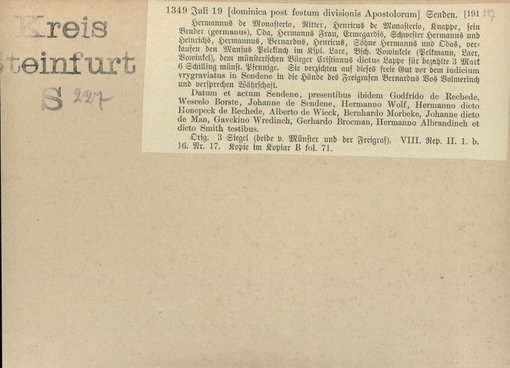 Kreis
Steinfurt
S 227
1349 Juli 19 [dominica post festum divisionis Apostolorum] Senden. [191 227
Hermannus de Monasterio, Ritter, Henricus de Monasterio, Knappe, sein
Bruder (germanus), Oda, Hermanns Frau, Ermegardis, Schwester Hermanns und
Heinrichs, Hermannus, Bernardus, Henricus, Söhne Hermanns und Odas, ver-
kaufen den Mansus Pelekinch im Kspl. Lare, Bsch. Bowinkele (Pelkmann, Laer,
Bowinkel), dem münsterischen Bürger Cristianus dictus Lappe für bezahlte 3 Mark
6 Schilling münst. Pfennige. Sie verzichten auf dieses freie Gut vor dem iudicium
vrygraviatus in Sendene in die Hände des Freigrafen Bernardus Vos Volmerind
und versprechen Währschaft.
Datum et actum Sendene, presentibus ibidem Godfrido de Rechede,
Wescelo Borste, Johanne de Sendene, Hermanno Wolf, Hermanno dicto
Honepeck de Rechede, Alberto de Wieck, Bernhardo Morbeke, Johanne dicto
de Man, Gavekino Wredinch, Gerhardo Brocman, Hermanno Albrandinch et
dicto Smith testibus.
Orig. 3 Siegel (beide v. Münster und der Freigraf). VIII. Rep. II. 1. b.
16. Nr. 17. Kopie im Kopiar B fol. 71.